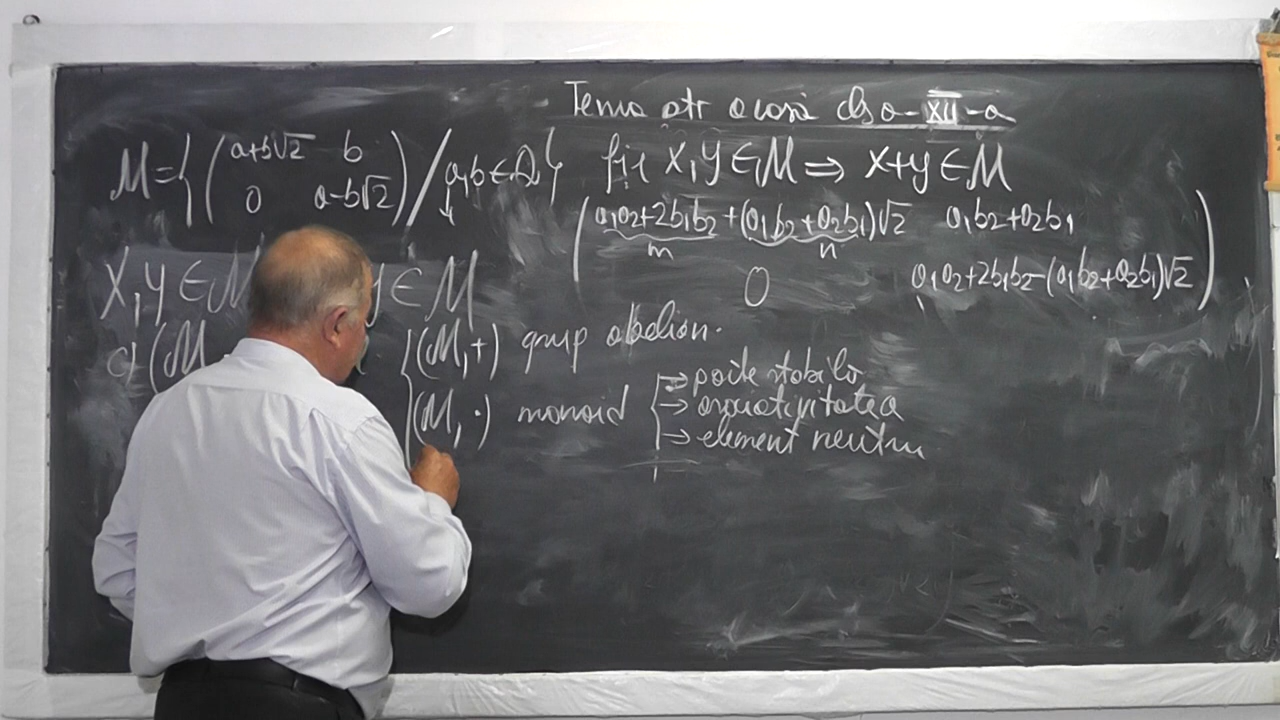 Tema ptr acasă cls a-XII-a
M={(a+b√2 b
0 a-b√2)/a,b∈Q}
fie X,Y∈M ⇒ X+Y∈M
(a₁a₂+2b₁b₂+(a₁b₂+a₂b₁)√2 a₁b₂+a₂b₁
m n
0 a₁a₂+2b₁b₂-(a₁b₂+a₂b₁)√2)
X,Y∈M Y∈M
c) (M
(M,+) grup abelian.
(M,·) monoid
→ parte stabilă
→ asociativitatea
→ element neutru